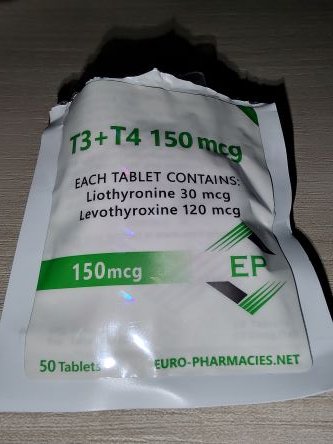 T3+T4 150 mcg
EACH TABLET CONTAINS:
Liothyronine 30 mcg
Levothyroxine 120 mcg
150mcg
EP
50 Tablets
EURO-PHARMACIES.NET